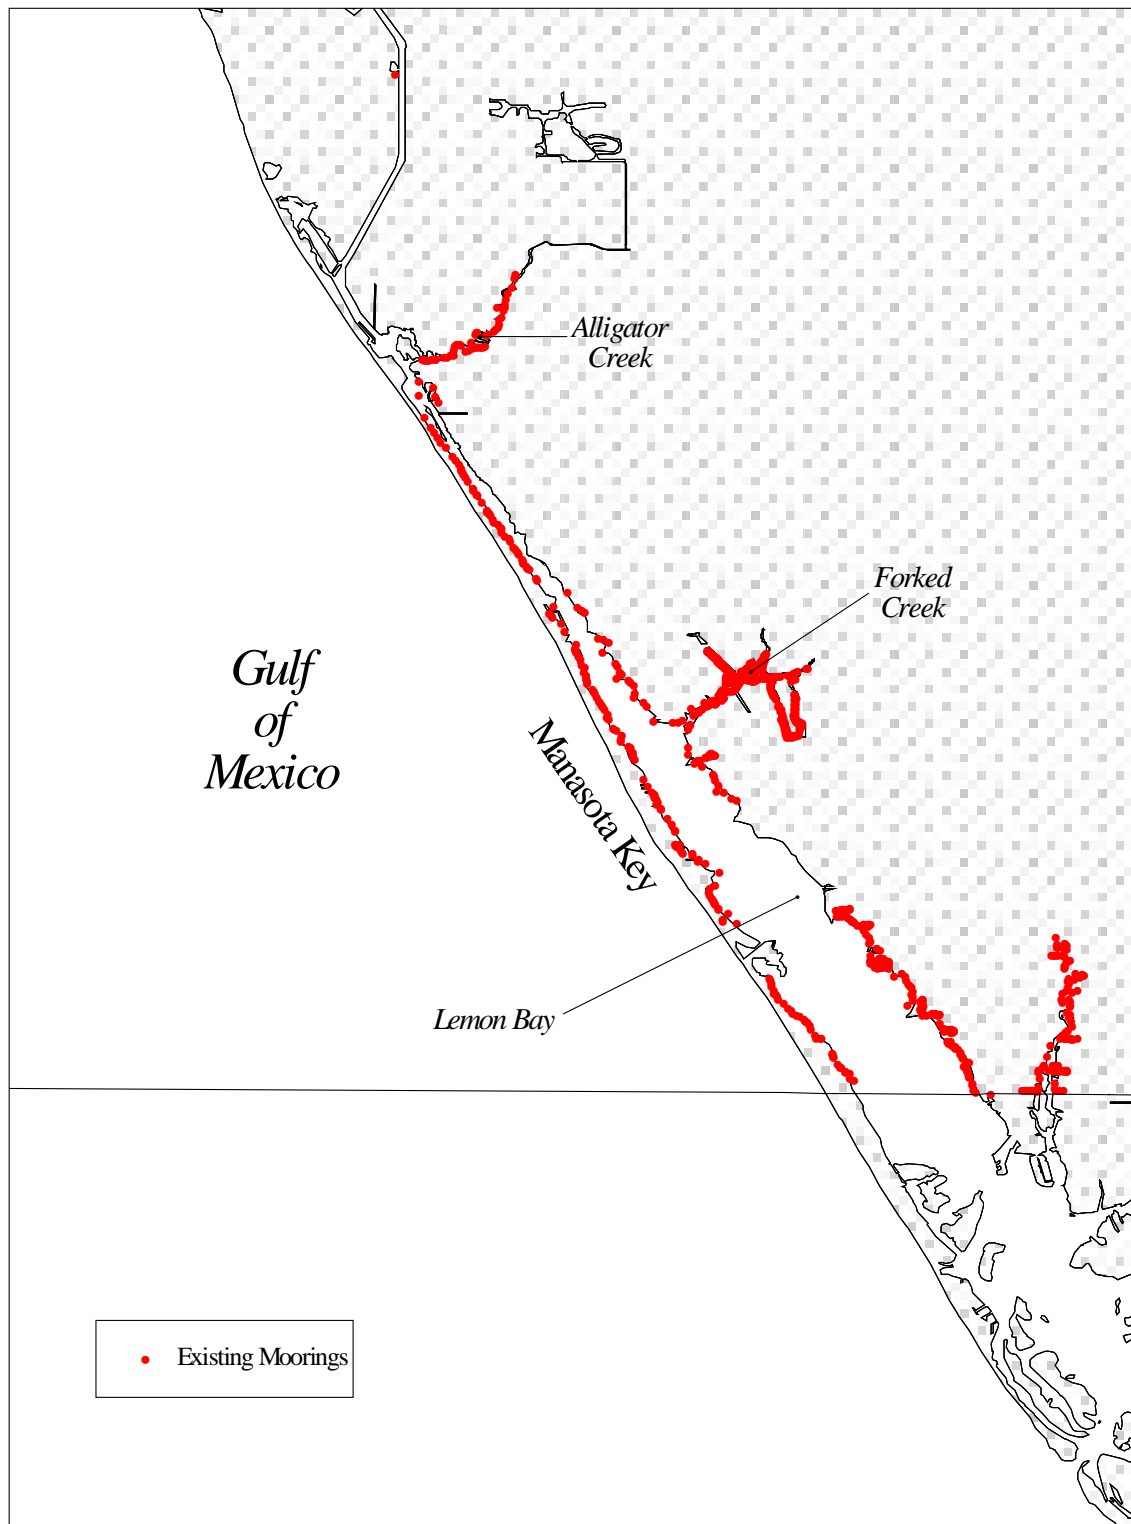 Alligator
Creek
Forked
Creek
Gulf
of
Mexico
Manasota Key
Lemon Bay
Existing Moorings